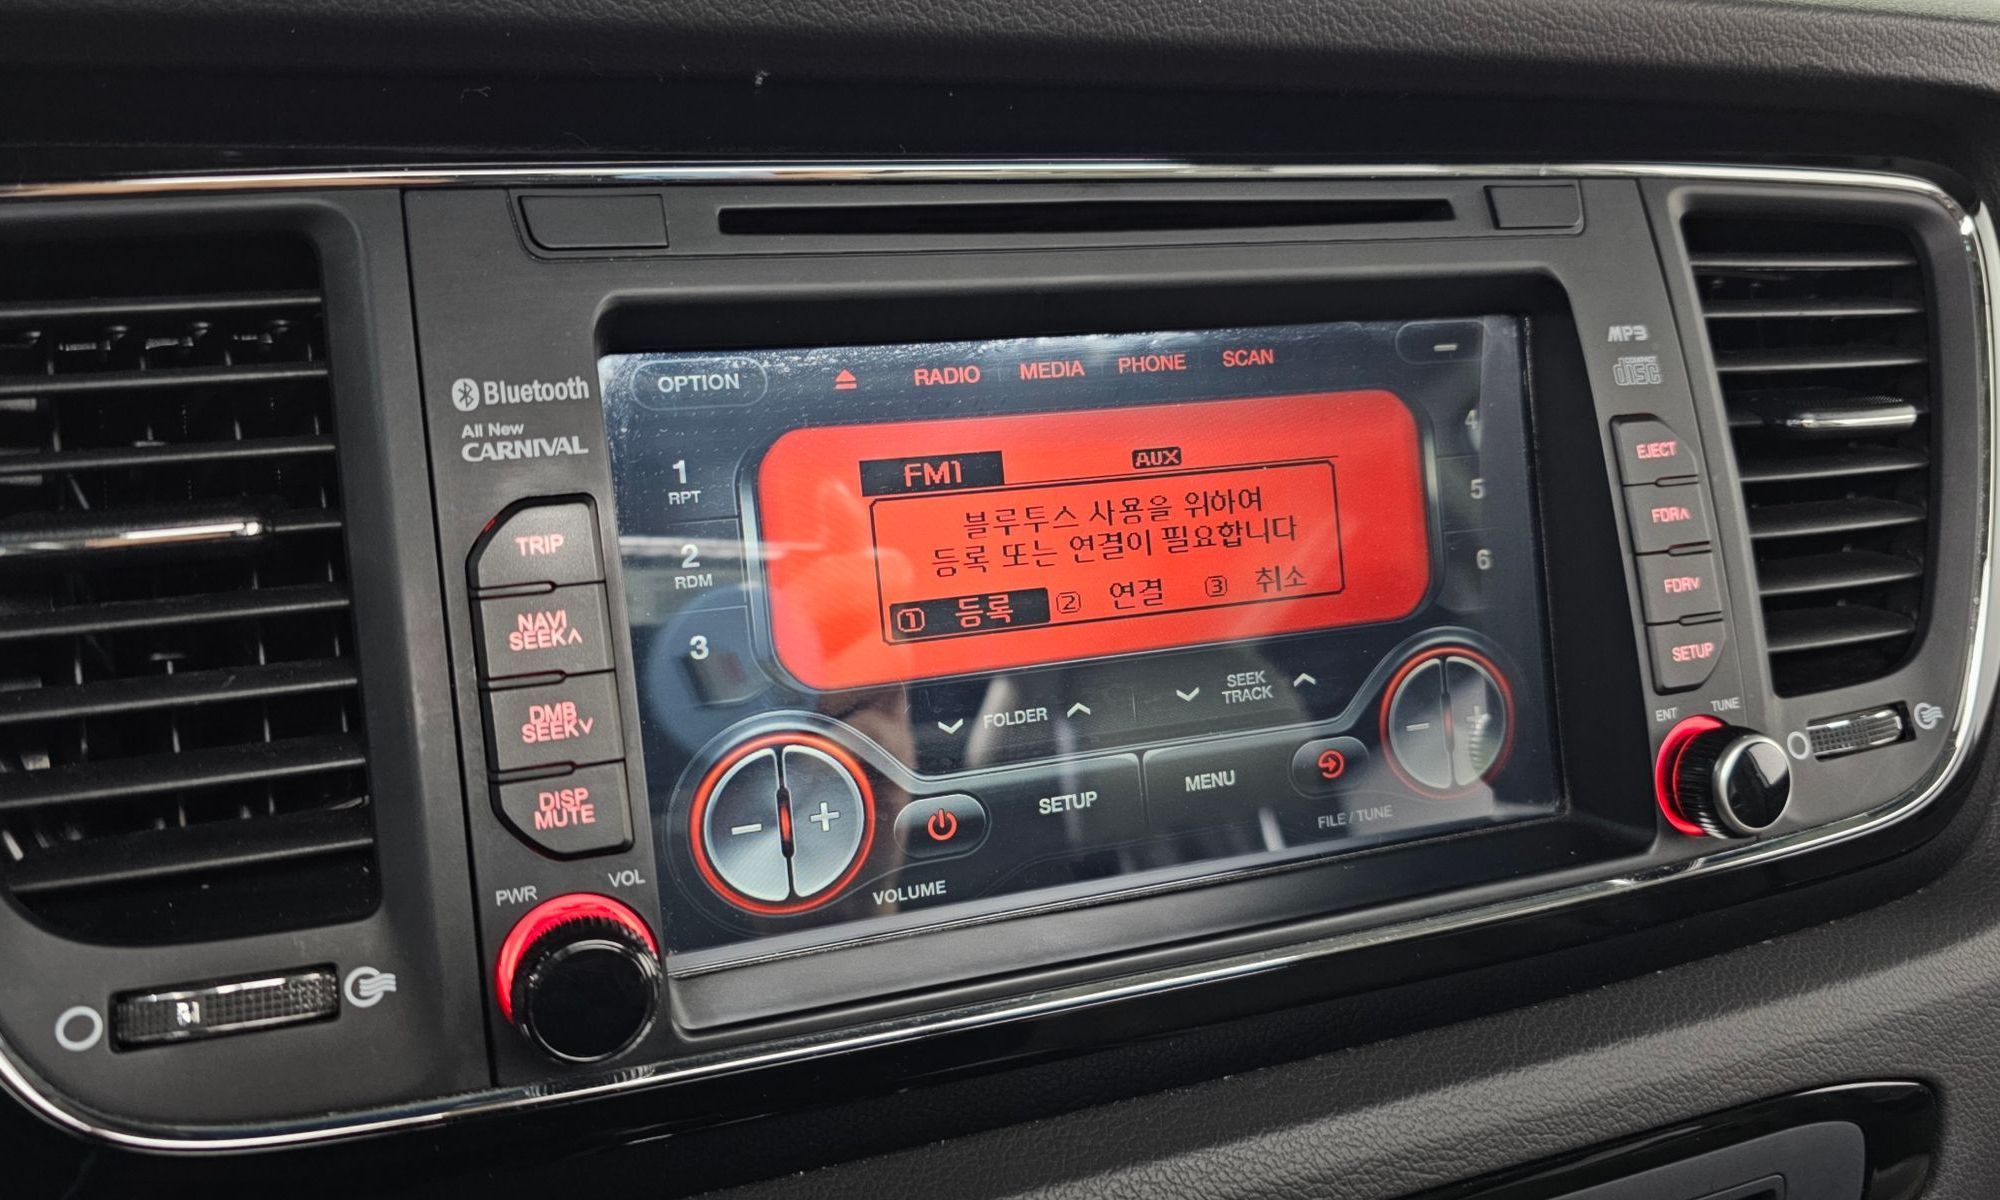 Bluetooth
All New
CARNIVAL
TRIP
NAVI
SEEK∧
DMB
SEEK∨
DISP
MUTE
PWR
VOL
OPTION
RADIO
MEDIA
PHONE
SCAN
1
RPT
2
RDM
3
4
5
6
FM1
AUX
블루투스 사용을 위하여
등록 또는 연결이 필요합니다
1 등록 2 연결 3 취소
FOLDER
SEEK
TRACK
SETUP
MENU
VOLUME
FILE / TUNE
MP3
COMPACT
disc
EJECT
FDR∧
FDR∨
SETUP
ENT
TUNE